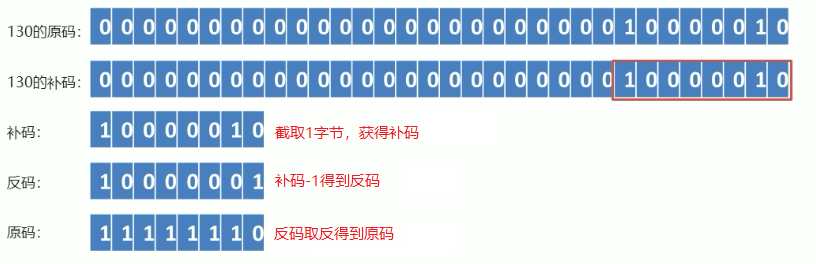 130的原码: 0 0 0 0 0 0 0 0 0 0 0 0 0 0 0 0 0 0 0 0 0 0 0 0 1 0 0 0 0 0 1 0
130的补码: 0 0 0 0 0 0 0 0 0 0 0 0 0 0 0 0 0 0 0 0 0 0 0 0 1 0 0 0 0 0 1 0
补码: 1 0 0 0 0 0 1 0 截取1字节，获得补码
反码: 1 0 0 0 0 0 0 1 补码-1得到反码
原码: 1 1 1 1 1 1 1 0 反码取反得到原码